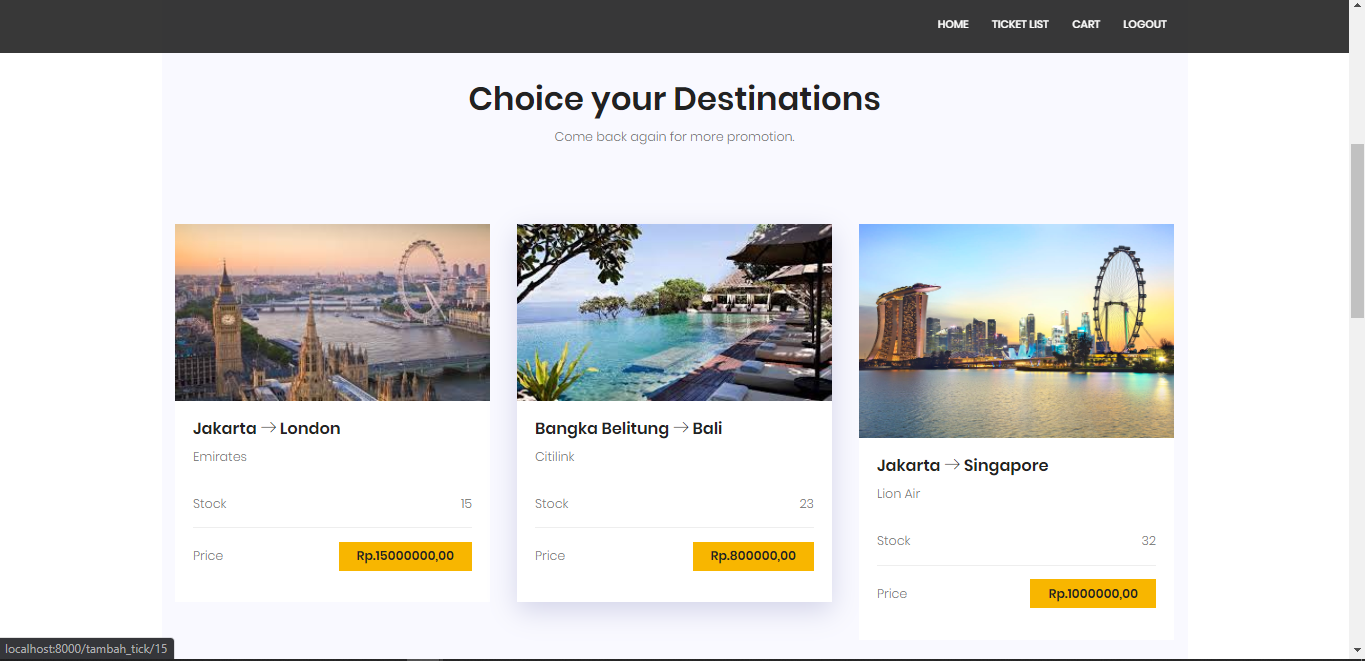 HOME TICKET LIST CART LOGOUT
Choice your Destinations
Come back again for more promotion.
Jakarta → London
Emirates
Stock 15
Price Rp.15000000,00
Bangka Belitung → Bali
Citilink
Stock 23
Price Rp.800000,00
Jakarta → Singapore
Lion Air
Stock 32
Price Rp.1000000,00
localhost:8000/tambah_tick/15